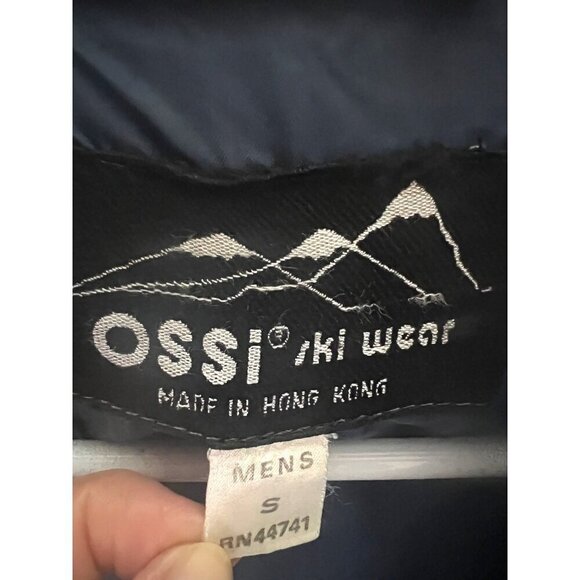 OSSi® ski wear
MADE IN HONG KONG
MENS
S
RN44741